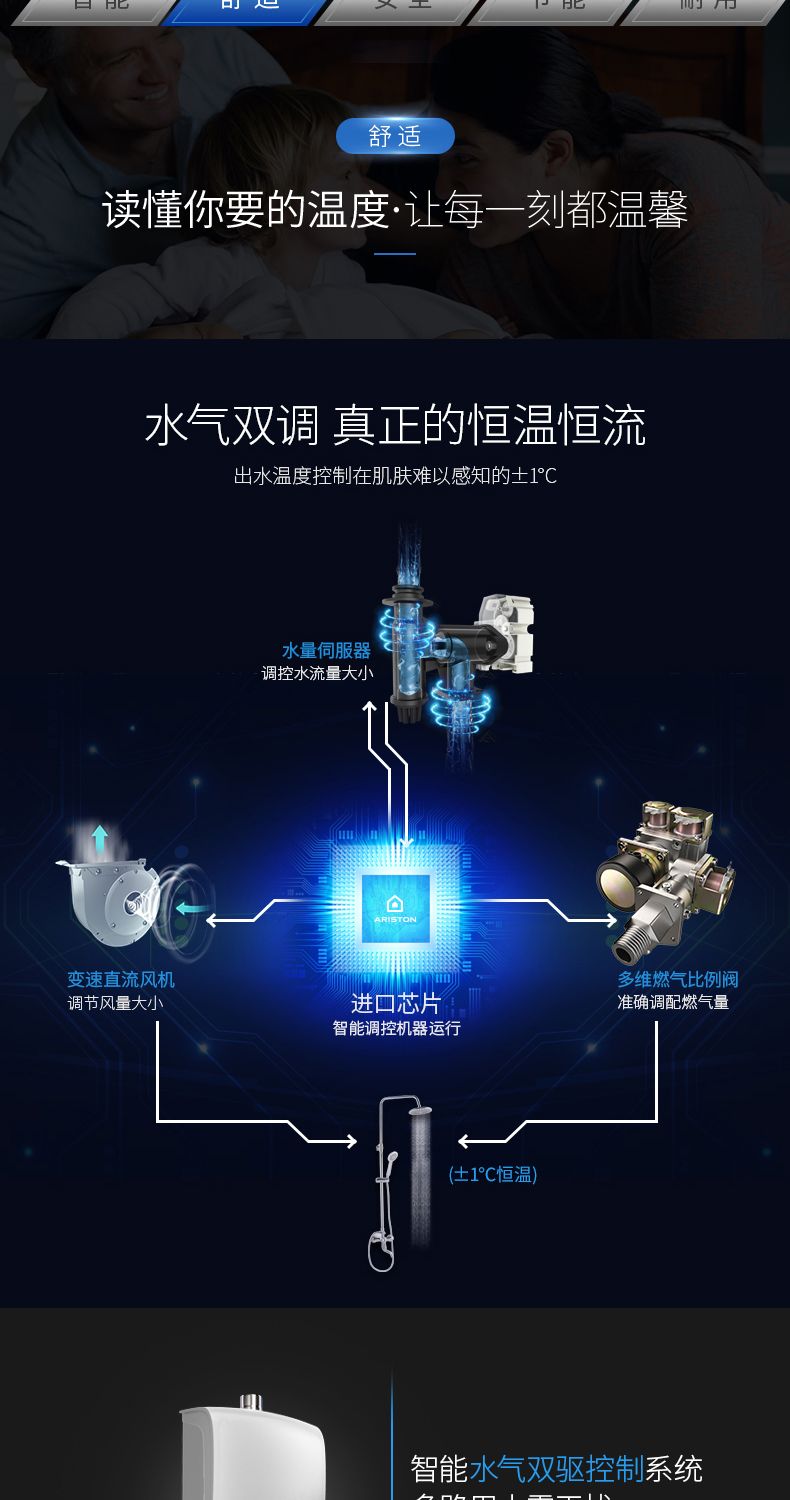 智能 舒适 安全 节能 耐用
舒适
读懂你要的温度·让每一刻都温馨
水气双调 真正的恒温恒流
出水温度控制在肌肤难以感知的±1°C
水量伺服器
调控水流量大小
ARISTON
变速直流风机
调节风量大小
进口芯片
智能调控机器运行
多维燃气比例阀
准确调配燃气量
(±1°C恒温)
智能水气双驱控制系统